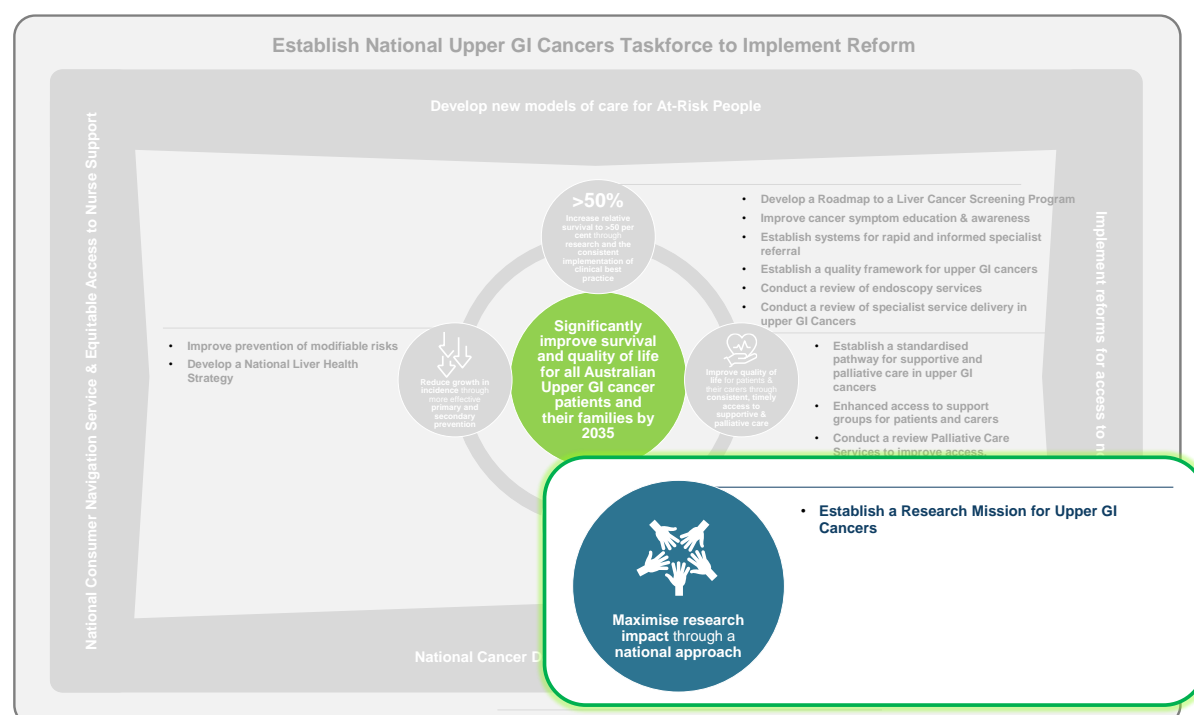 Establish National Upper GI Cancers Taskforce to Implement Reform
Develop new models of care for At-Risk People
National Consumer Navigation Service & Equitable Access to Nurse Support
>50%
Increase relative
survival to >50 per
cent through
research and the
consistent
implementation of
clinical best
practice
• Develop a Roadmap to a Liver Cancer Screening Program
• Improve cancer symptom education & awareness
• Establish systems for rapid and informed specialist
referral
• Establish a quality framework for upper GI cancers
• Conduct a review of endoscopy services
• Conduct a review of specialist service delivery in
upper GI Cancers
Implement reforms for access to
• Improve prevention of modifiable risks
• Develop a National Liver Health
Strategy
Reduce growth in
incidence through
more effective
primary and
secondary
prevention
Significantly
improve survival
and quality of life
for all Australian
Upper GI cancer
patients and
their families by
2035
Improve quality of
life for patients &
their carers through
consistent, timely
access to
supportive &
palliative care
• Establish a
standardised
pathway for supportive and
palliative care in upper GI
cancers
• Enhanced access to support
groups for patients and carers
• Conduct a review Palliative Care
Services to improve access.
Maximise research
impact through a
national approach
• Establish a Research Mission for Upper GI
Cancers
National Cancer